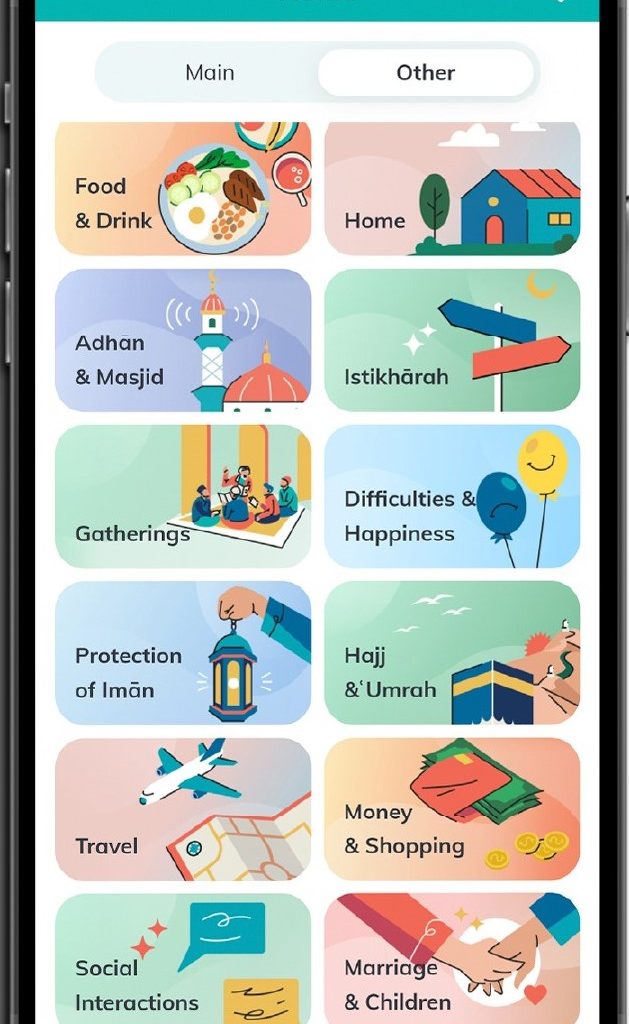 Main
Other
Food
& Drink
Home
Adhān
& Masjid
Istikhārah
Gatherings
Difficulties &
Happiness
Protection
of Imān
Hajj
&ʿUmrah
Travel
Money
& Shopping
Social
Interactions
Marriage
& Children